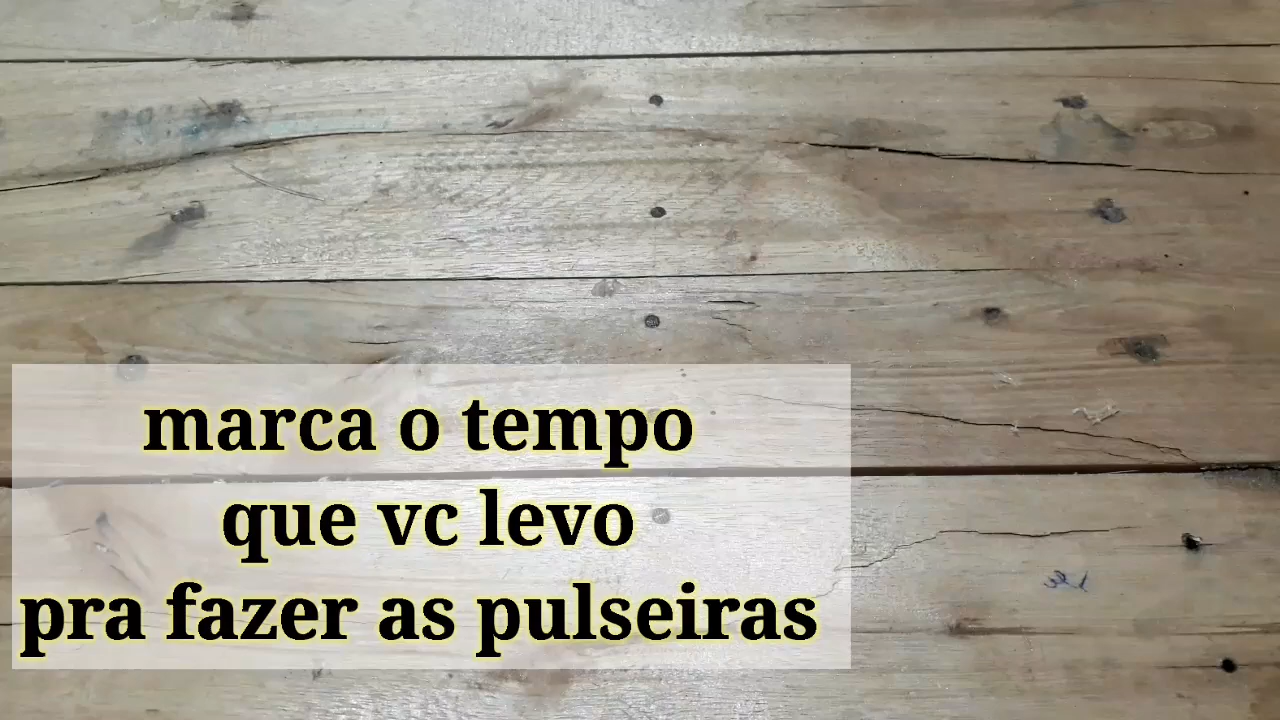 marca o tempo
que vc levo
pra fazer as pulseiras